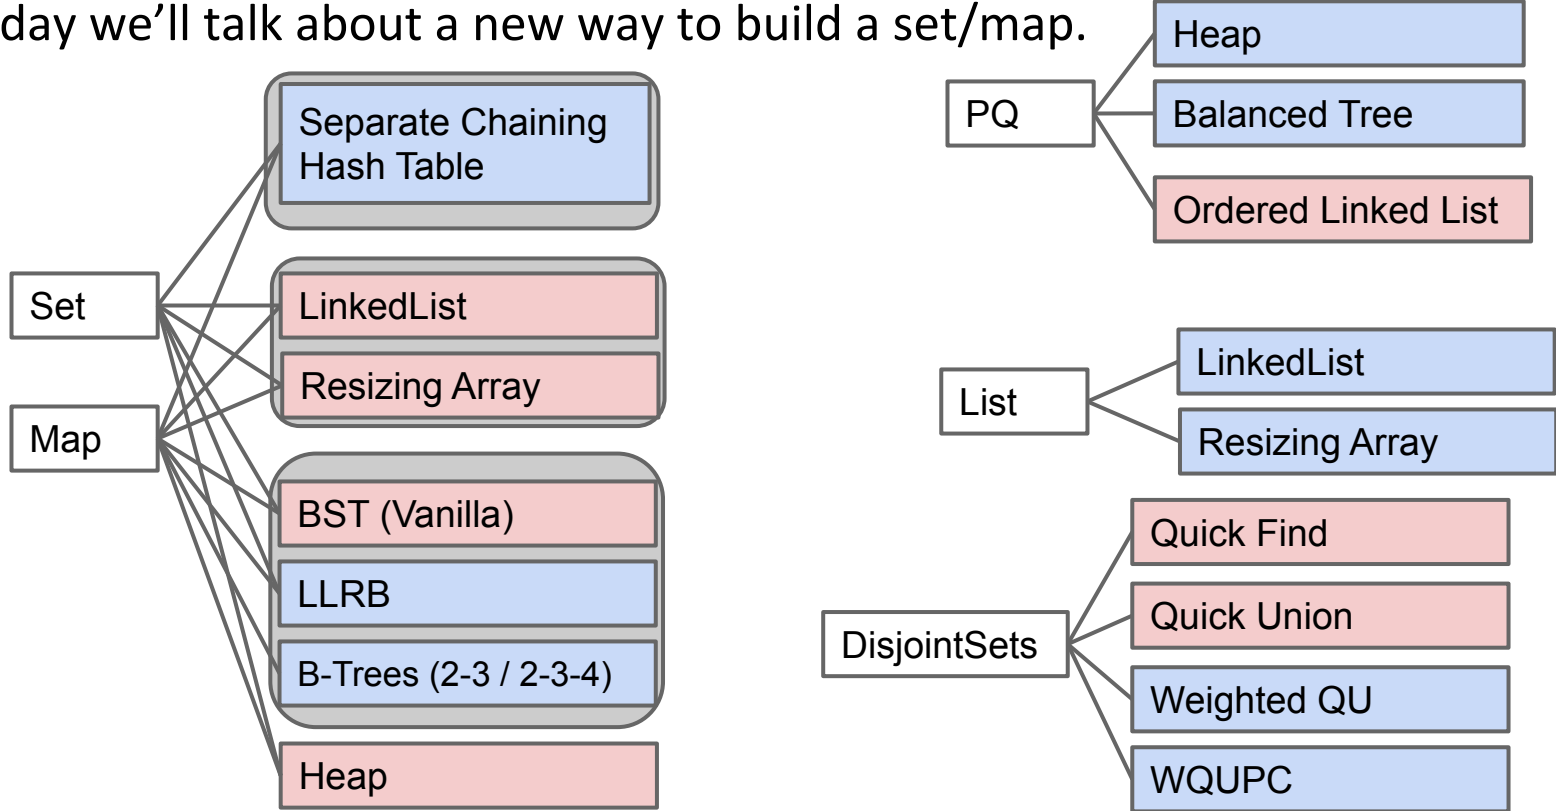 day we’ll talk about a new way to build a set/map.
Set
Map
Separate Chaining
Hash Table
LinkedList
Resizing Array
BST (Vanilla)
LLRB
B-Trees (2-3 / 2-3-4)
Heap
PQ
Heap
Balanced Tree
Ordered Linked List
List
LinkedList
Resizing Array
DisjointSets
Quick Find
Quick Union
Weighted QU
WQUPC